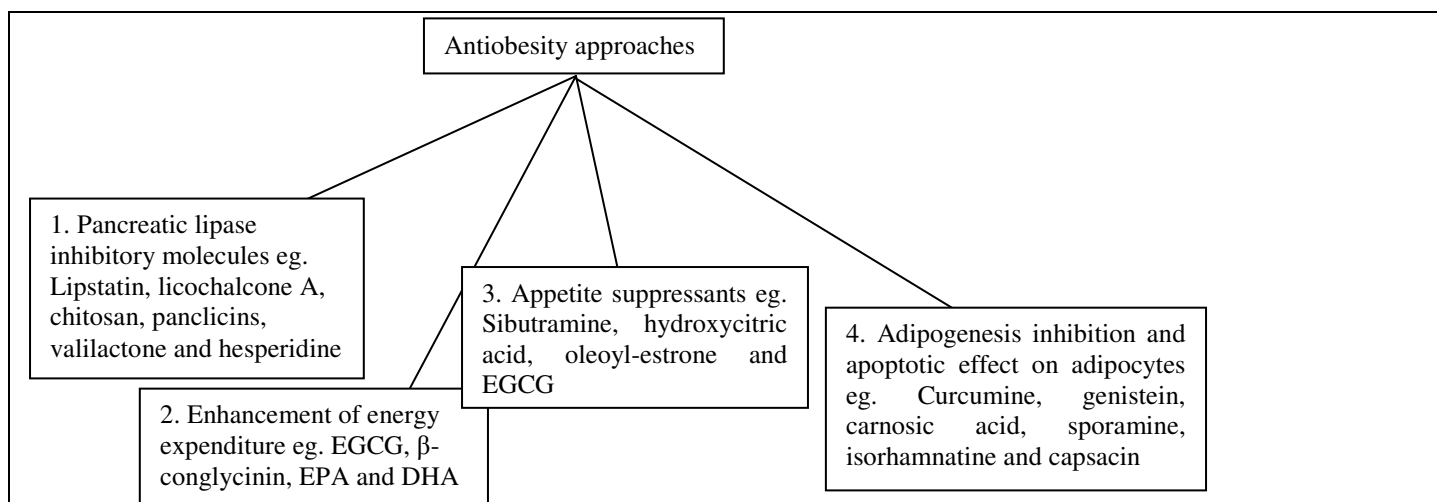 Antiobesity approaches
1. Pancreatic lipase
inhibitory molecules eg.
Lipstatin, licochalcone A,
chitosan, panclicins,
valilactone and hesperidine
2. Enhancement of energy
expenditure eg. EGCG, β-
conglycinin, EPA and DHA
3. Appetite suppressants eg.
Sibutramine, hydroxycitric
acid, oleoyl-estrone and
EGCG
4. Adipogenesis inhibition and
apoptotic effect on adipocytes
eg. Curcumine, genistein,
carnosic acid, sporamine,
isorhamnatine and capsacin